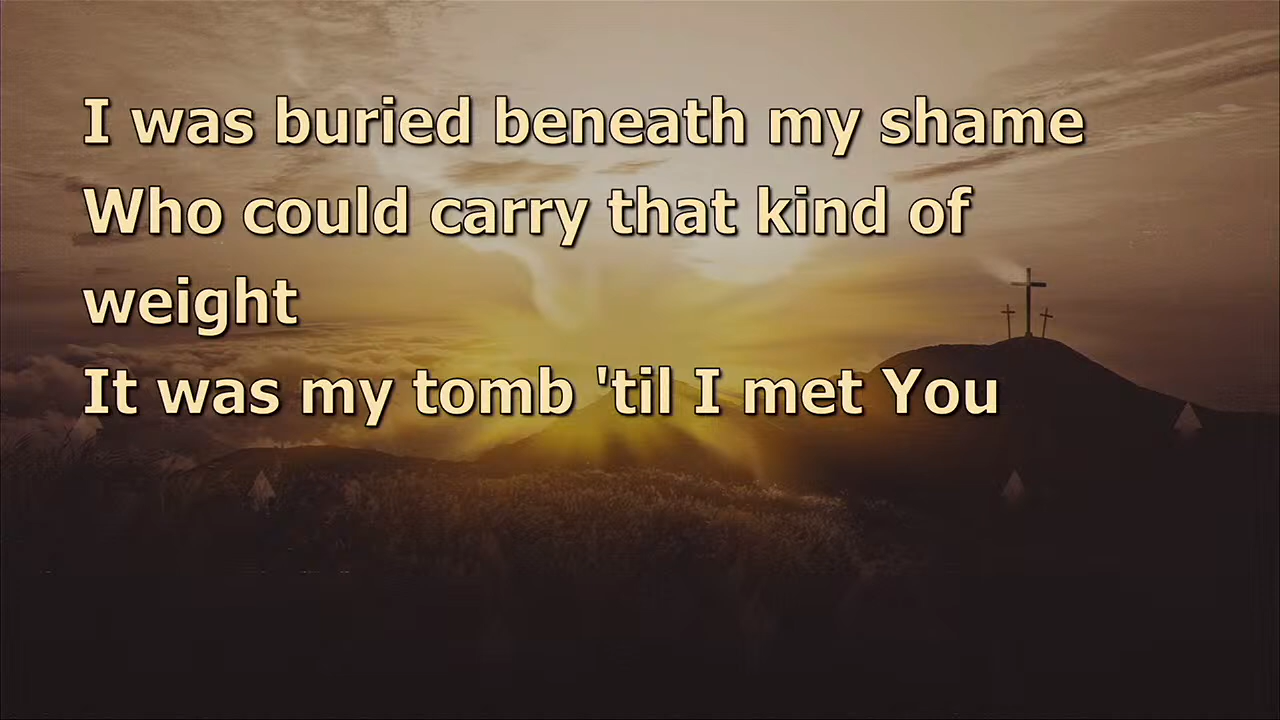 I was buried beneath my shame
Who could carry that kind of
weight
It was my tomb 'til I met You